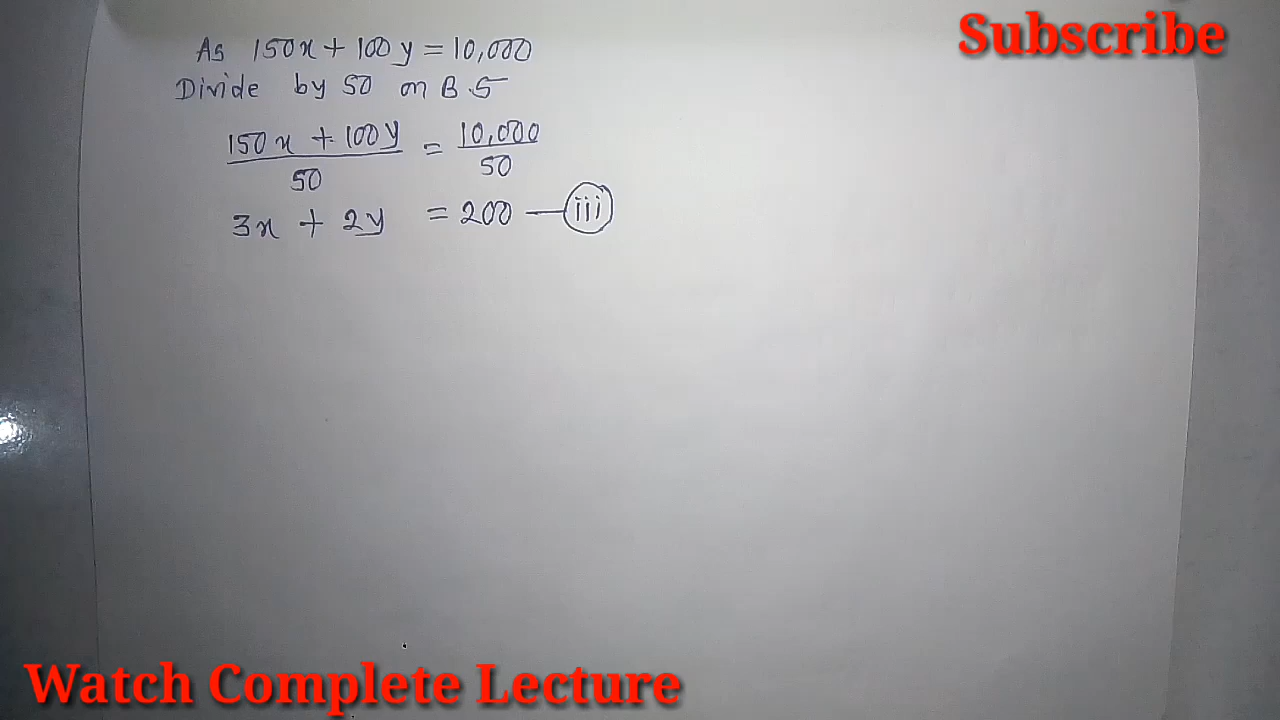 Subscribe
As 150x + 100y = 10,000
Divide by 50 on B.S
150x + 100y / 50 = 10,000 / 50
3x + 2y = 200 — iii
Watch Complete Lecture